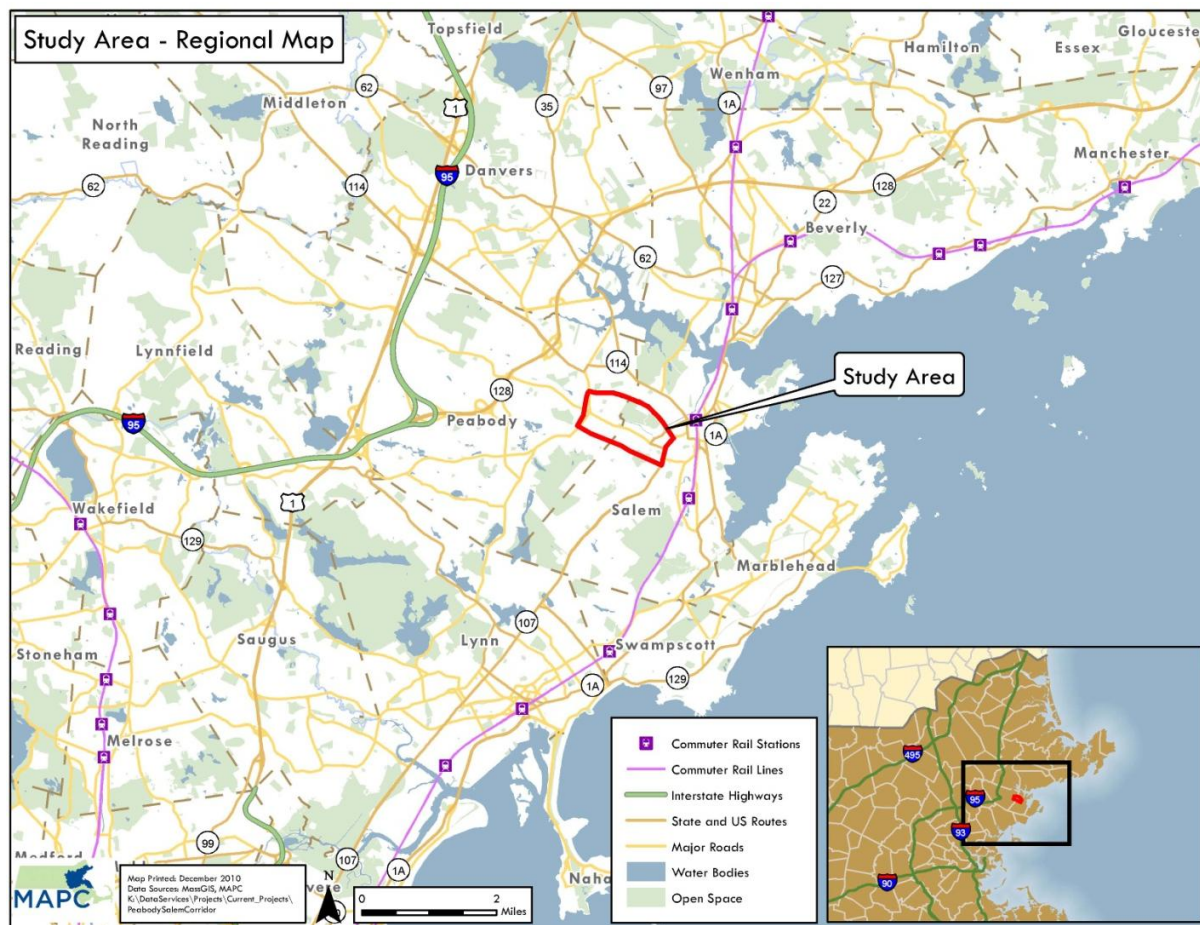 Study Area - Regional Map
Topsfield
Hamilton
Essex
Gloucester
Wenham
62
1
35
97
1A
Middleton
North
Reading
95
Danvers
Manchester
62
114
128
22
Beverly
62
127
Reading
Lynnfield
114
Study Area
128
Peabody
95
1A
1
Salem
Wakefield
129
Marblehead
107
Saugus
Lynn
Swampscott
Stoneham
1A
129
Melrose
99
107
1A
Medford
vere
Naha
MAPC
Map Printed: December 2010
Data Sources: MassGIS, MAPC
K:\DataServices\Projects\Current_Projects\
PeabodySalemCorridor
N
0 2
Miles
Commuter Rail Stations
Commuter Rail Lines
Interstate Highways
State and US Routes
Major Roads
Water Bodies
Open Space
495
95
93
90